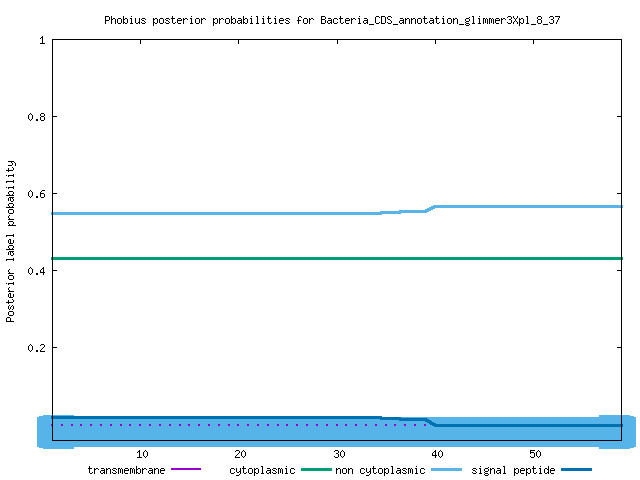 Phobius posterior probabilities for Bacteria_CDS_annotation_glimmer3Xpl_8_37
1
0.8
0.6
0.4
0.2
Posterior label probability
10 20 30 40 50
transmembrane cytoplasmic non cytoplasmic signal peptide